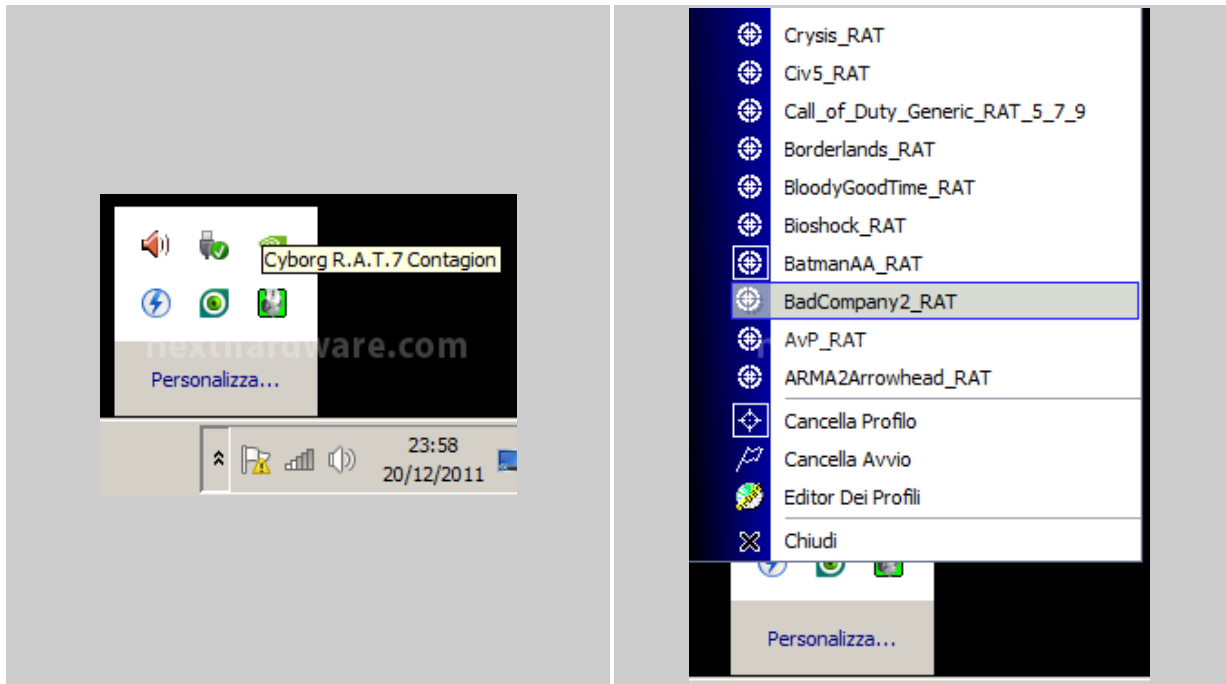 Cyborg R.A.T.7 Contagion
nexthardware.com
Personalizza...
23:58
20/12/2011
Crysis_RAT
Civ5_RAT
Call_of_Duty_Generic_RAT_5_7_9
Borderlands_RAT
BloodyGoodTime_RAT
Bioshock_RAT
BatmanAA_RAT
BadCompany2_RAT
AvP_RAT
ARMA2Arrowhead_RAT
Cancella Profilo
Cancella Avvio
Editor Dei Profili
Chiudi
Personalizza...